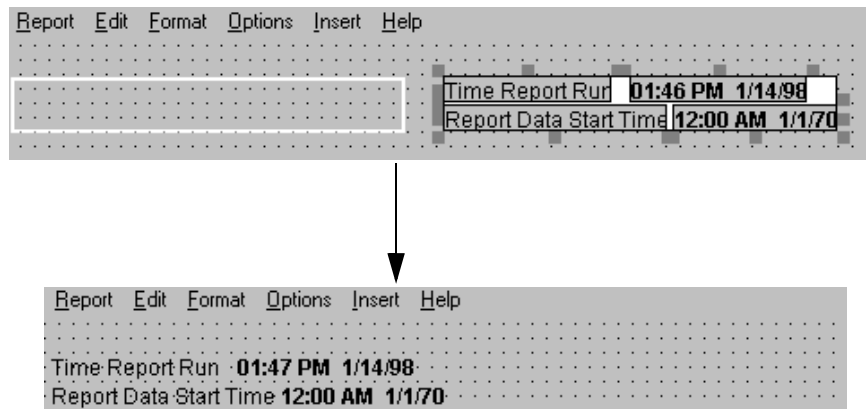 Report Edit Format Options Insert Help
Time Report Run 01:46 PM 1/14/98
Report Data Start Time 12:00 AM 1/1/70
Report Edit Format Options Insert Help
Time Report Run 01:47 PM 1/14/98
Report Data Start Time 12:00 AM 1/1/70